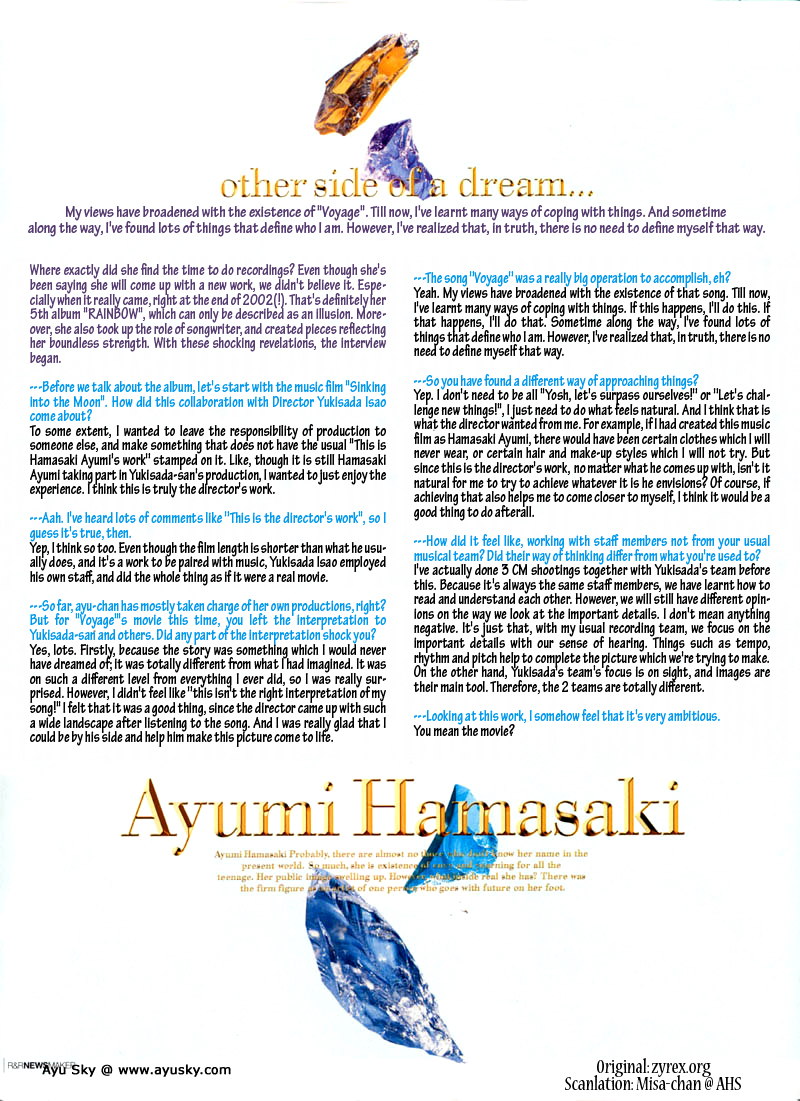 other side of a dream...
My views have broadened with the existence of "Voyage". Till now, I've learnt many ways of coping with things. And sometime
along the way, I've found lots of things that define who I am. However, I've realized that, in truth, there is no need to define myself that way.
Where exactly did she find the time to do recordings? Even though she's
been saying she will come up with a new work, we didn't believe it. Espe-
cially when it really came, right at the end of 2002(!). That's definitely her
5th album "RAINBOW", which can only be described as an illusion. More-
over, she also took up the role of songwriter, and created pieces reflecting
her boundless strength. With these shocking revelations, the interview
began.
---Before we talk about the album, let's start with the music film "Sinking
into the Moon". How did this collaboration with Director Yukisada Isao
come about?
To some extent, I wanted to leave the responsibility of production to
someone else, and make something that does not have the usual "This is
Hamasaki Ayumi's work" stamped on it. Like, though it is still Hamasaki
Ayumi taking part in Yukisada-san's production, I wanted to just enjoy the
experience. I think this is truly the director's work.
---Aah. I've heard lots of comments like "This is the director's work", so I
guess it's true, then.
Yep, I think so too. Even though the film length is shorter than what he usu-
ally does, and it's a work to be paired with music, Yukisada Isao employed
his own staff, and did the whole thing as if it were a real movie.
---So far, ayu-chan has mostly taken charge of her own productions, right?
But for "Voyage"'s movie this time, you left the interpretation to
Yukisada-san and others. Did any part of the interpretation shock you?
Yes, lots. Firstly, because the story was something which I would never
have dreamed of; it was totally different from what I had imagined. It was
on such a different level from everything I ever did, so I was really sur-
prised. However, I didn't feel like "this isn't the right interpretation of my
song!" I felt that it was a good thing, since the director came up with such
a wide landscape after listening to the song. And I was really glad that I
could be by his side and help him make this picture come to life.
---The song "Voyage" was a really big operation to accomplish, eh?
Yeah. My views have broadened with the existence of that song. Till now,
I've learnt many ways of coping with things. If this happens, I'll do this. If
that happens, I'll do that. Sometime along the way, I've found lots of
things that define who I am. However, I've realized that, in truth, there is no
need to define myself that way.
---So you have found a different way of approaching things?
Yep. I don't need to be all "Yosh, let's surpass ourselves!" or "Let's chal-
lenge new things!", I just need to do what feels natural. And I think that is
what the director wanted from me. For example, if I had created this music
film as Hamasaki Ayumi, there would have been certain clothes which I will
never wear, or certain hair and make-up styles which I will not try. But
since this is the director's work, no matter what he comes up with, isn't it
natural for me to try to achieve whatever it is he envisions? Of course, if
achieving that also helps me to come closer to myself, I think it would be a
good thing to do afterall.
---How did it feel like, working with staff members not from your usual
musical team? Did their way of thinking differ from what you're used to?
I've actually done 3 CM shootings together with Yukisada's team before
this. Because it's always the same staff members, we have learnt how to
read and understand each other. However, we will still have different opin-
ions on the way we look at the important details. I don't mean anything
negative. It's just that, with my usual recording team, we focus on the
important details with our sense of hearing. Things such as tempo,
rhythm and pitch help to complete the picture which we're trying to make.
On the other hand, Yukisada's team's focus is on sight, and images are
their main tool. Therefore, the 2 teams are totally different.
---Looking at this work, I somehow feel that it's very ambitious.
You mean the movie?
Ayumi Hamasaki
Ayumi Hamasaki Probably, there are almost no know her name in the
present world. So much, she is existence for all the
teenage. Her public image swelling up. However, real she has? There was
the firm figure of one person who goes with future on her foot.
R&R NEWSMAKER
Ayu Sky @ www.ayusky.com
Original: zyrex.org
Scanlation: Misa-chan @ AHS